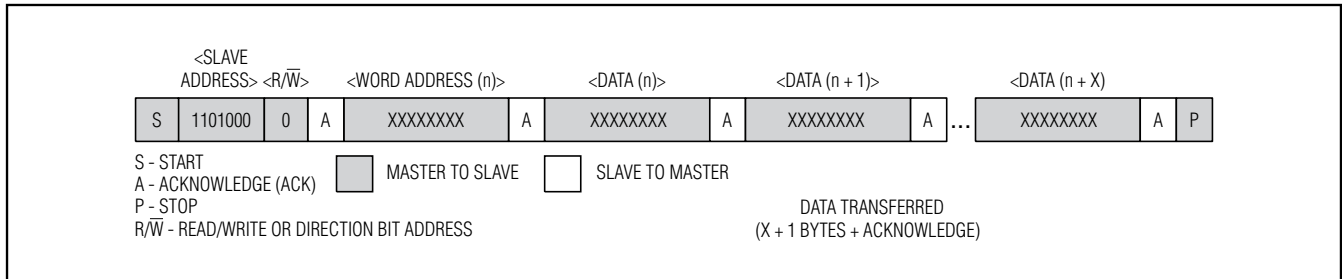 <SLAVE
ADDRESS> <R/W̅> <WORD ADDRESS (n)> <DATA (n)> <DATA (n + 1)> <DATA (n + X)
S 1101000 0 A XXXXXXXX A XXXXXXXX A XXXXXXXX A ... XXXXXXXX A P
S - START
A - ACKNOWLEDGE (ACK) MASTER TO SLAVE SLAVE TO MASTER
P - STOP DATA TRANSFERRED
R/W̅ - READ/WRITE OR DIRECTION BIT ADDRESS (X + 1 BYTES + ACKNOWLEDGE)